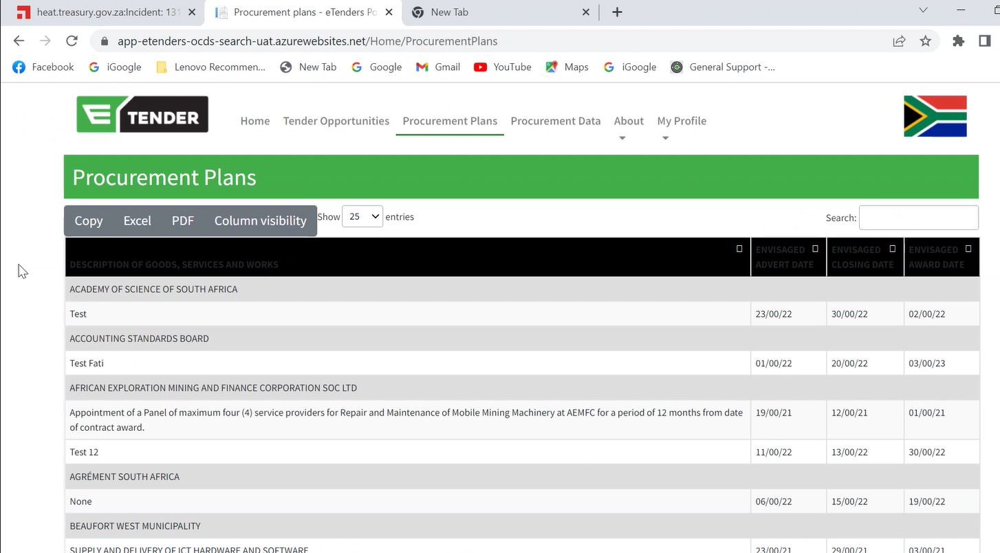 heat.treasury.gov.za:Incident: 131
Procurement plans - eTenders Po
New Tab
app-etenders-ocds-search-uat.azurewebsites.net/Home/ProcurementPlans
Facebook iGoogle Lenovo Recommen... New Tab Google Gmail YouTube Maps iGoogle General Support -...
E TENDER
Home Tender Opportunities Procurement Plans Procurement Data About My Profile
Procurement Plans
Copy Excel PDF Column visibility Show 25 entries Search:
DESCRIPTION OF GOODS, SERVICES AND WORKS
ENVISAGED ADVERT DATE
ENVISAGED CLOSING DATE
ENVISAGED AWARD DATE
ACADEMY OF SCIENCE OF SOUTH AFRICA
Test 23/00/22 30/00/22 02/00/22
ACCOUNTING STANDARDS BOARD
Test Fati 01/00/22 20/00/22 03/00/23
AFRICAN EXPLORATION MINING AND FINANCE CORPORATION SOC LTD
Appointment of a Panel of maximum four (4) service providers for Repair and Maintenance of Mobile Mining Machinery at AEMFC for a period of 12 months from date 19/00/21 12/00/21 01/00/21
of contract award.
Test 12 11/00/22 13/00/22 30/00/22
AGRÉMENT SOUTH AFRICA
None 06/00/22 15/00/22 19/00/22
BEAUFORT WEST MUNICIPALITY
SUPPLY AND DELIVERY OF ICT HARDWARE AND SOFTWARE 23/00/21 29/00/21 03/00/21